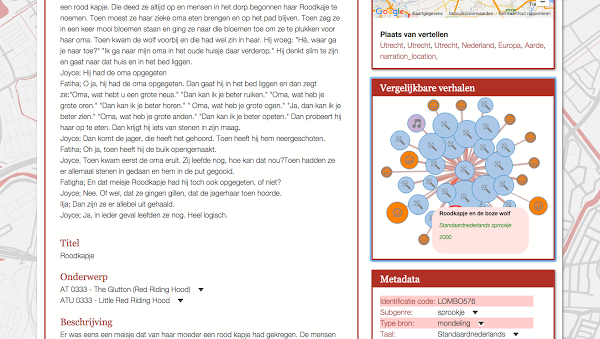 een rood kapje. Die deed ze altijd op en mensen in het dorp begonnen haar Roodkapje te
noemen. Toen moest ze haar zieke oma eten brengen en op het pad blijven. Toen zag ze
in een keer mooi bloemen staan en ging ze naar die bloemen toe om ze te plukken voor
haar oma. Toen kwam de wolf voorbij en die had wel zin in haar. Hij vroeg: "Hé, waar ga
je naar toe?" "Ik ga naar mijn oma in het oude huisje daar verderop." Hij denkt slim te zijn
en gaat naar dat huis en in het bed liggen.
Joyce; Hij had de oma opgegeten
Fatiha; O ja, hij had de oma opgegeten. Dan gaat hij in het bed liggen en dan zegt
ze:"Oma, wat hebt u een grote neus." "Dan kan ik je beter ruiken." "Oma, wat heb je
grote oren." "Dan kan ik je beter horen." " Oma, wat heb je grote ogen." "Ja, dan kan ik je
beter zien." "Oma, wat heb je grote anden." "Dan kan ik je beter opeten." Dan probeert hij
haar op te eten. Dan krijgt hij iets van stenen in zijn maag.
Joyce; Dan komt de jager, die heeft het gehoord. Toen heeft hij hem neergeschoten.
Fatiha; Oh ja, toen heeft hij de buik opengemaakt.
Joyce. Toen kwam eerst de oma eruit. Zij leefde nog, hoe kan dat nou?Toen hadden ze
er allemaal stenen in gedaan en hem in de put gegooid.
Fatigha; En dat meisje Roodkapje had hij toch ook opgegeten, of niet?
Joyce; Nee. Of wel, dat ze gingen gillen, dat de jagerhaar toen hoorde.
Ilja; Dan zijn ze er allebei uit gehaald.
Joyce; Ja, in ieder geval leefden ze nog. Heel logisch.
Titel
Roodkapje
Onderwerp
AT 0333 - The Glutton (Red Riding Hood)
ATU 0333 - Little Red Riding Hood
Beschrijving
Er was eens een meisje dat van haar moeder een rood kapje had gekregen. De mensen
Google
Kaartgegevens
Gebruiksvoorwaarden
Een kaartfout rapporteren
Plaats van vertellen
Utrecht, Utrecht, Utrecht, Nederland, Europa, Aarde,
narration_location,
Vergelijkbare verhalen
Roodkapje en de boze wolf
Standaardnederlands sprookje
2000
Metadata
Identificatie code: LOMBO576
Subgenre: sprookje
Type bron: mondeling
Taal: Standaardnederlands